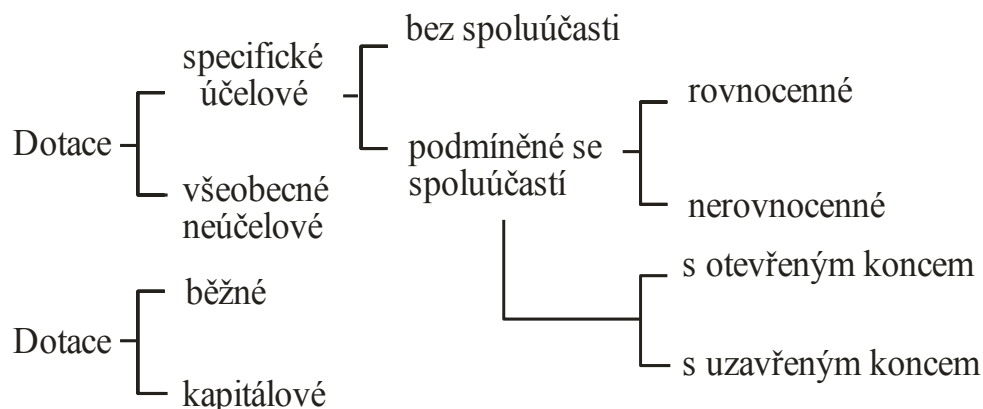 bez spoluúčasti
specifické
účelové
rovnocenné
Dotace
podmíněné se
spoluúčastí
všeobecné
neúčelové
nerovnocenné
s otevřeným koncem
běžné
Dotace
s uzavřeným koncem
kapitálové